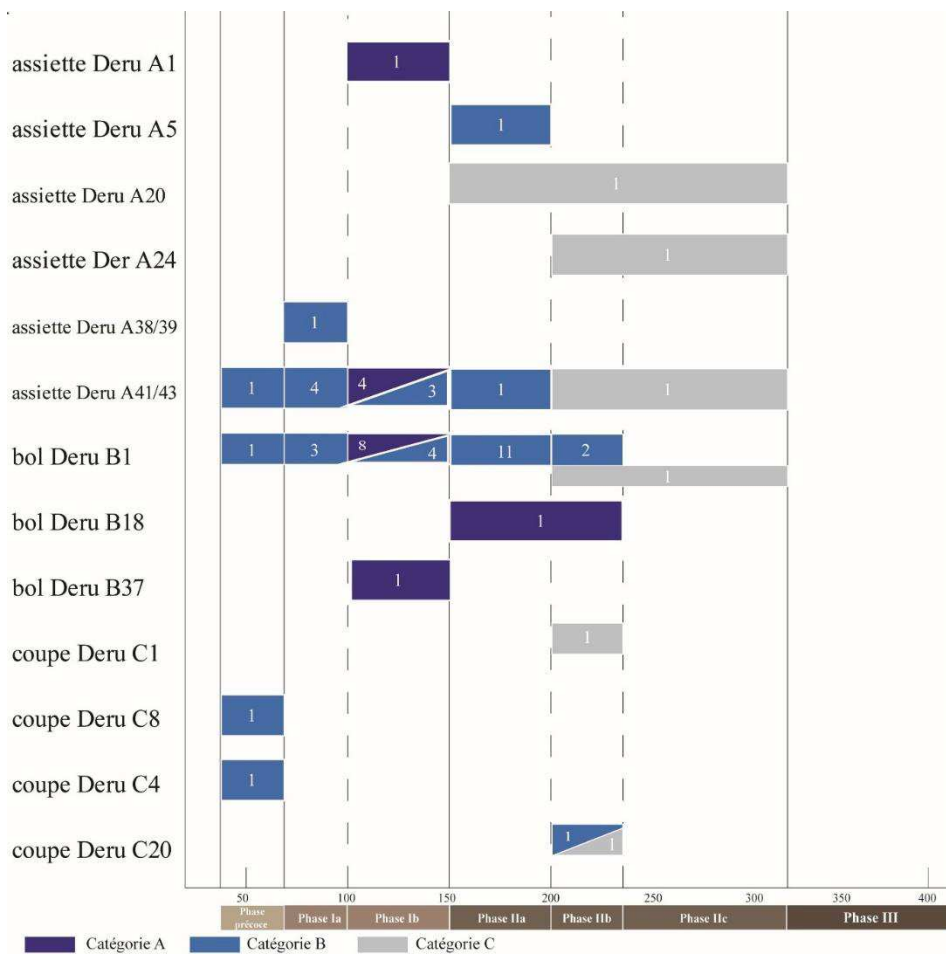 assiette Deru A1 1
assiette Deru A5 1
assiette Deru A20 1
assiette Der A24 1
assiette Deru A38/39 1
assiette Deru A41/43 1 4 4 3 1 1
bol Deru B1 1 3 8 4 11 2
1
bol Deru B18 1
bol Deru B37 1
coupe Deru C1 1
coupe Deru C8 1
coupe Deru C4 1
coupe Deru C20 1 1
50 100 150 200 250 300 350 400
Phase précoce Phase Ia Phase Ib Phase IIa Phase IIb Phase IIc Phase III
Catégorie A Catégorie B Catégorie C